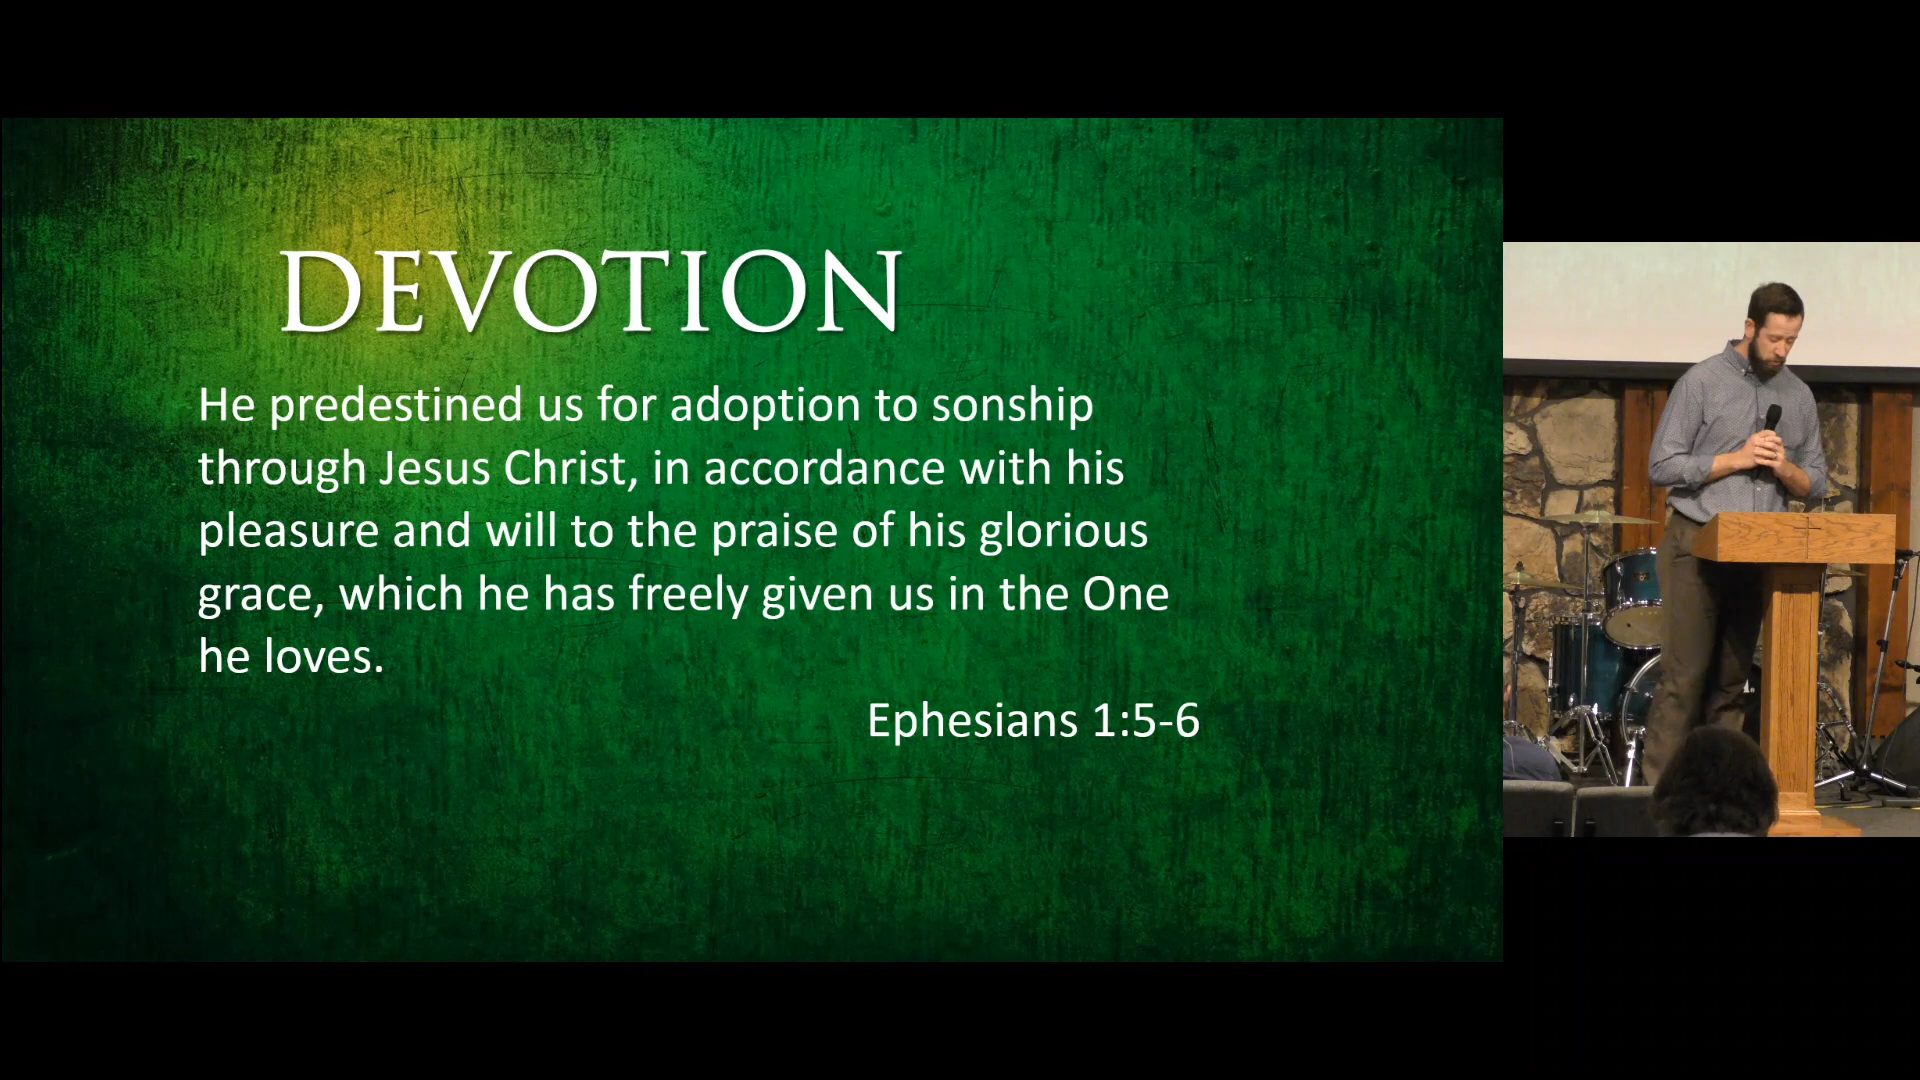 DEVOTION
He predestined us for adoption to sonship
through Jesus Christ, in accordance with his
pleasure and will to the praise of his glorious
grace, which he has freely given us in the One
he loves.
Ephesians 1:5-6